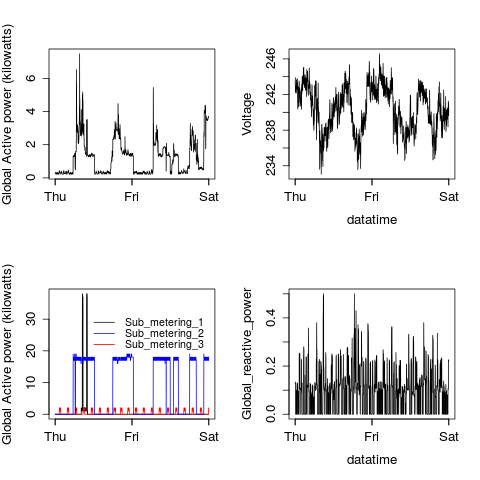 Global Active power (kilowatts)
0 2 4 6
Thu Fri Sat
Voltage
234 238 242 246
Thu Fri Sat
datatime
Global Active power (kilowatts)
0 10 20 30
Sub_metering_1
Sub_metering_2
Sub_metering_3
Thu Fri Sat
Global_reactive_power
0.0 0.2 0.4
Thu Fri Sat
datatime